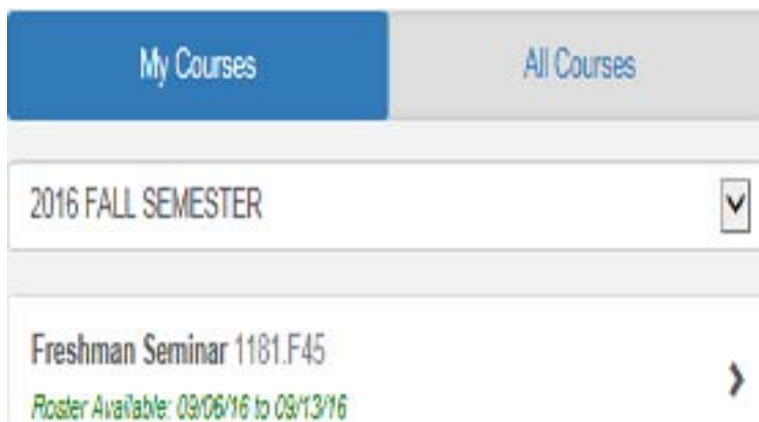 My Courses All Courses
2016 FALL SEMESTER
Freshman Seminar 1181.F45
Roster Available: 09/06/16 to 09/13/16